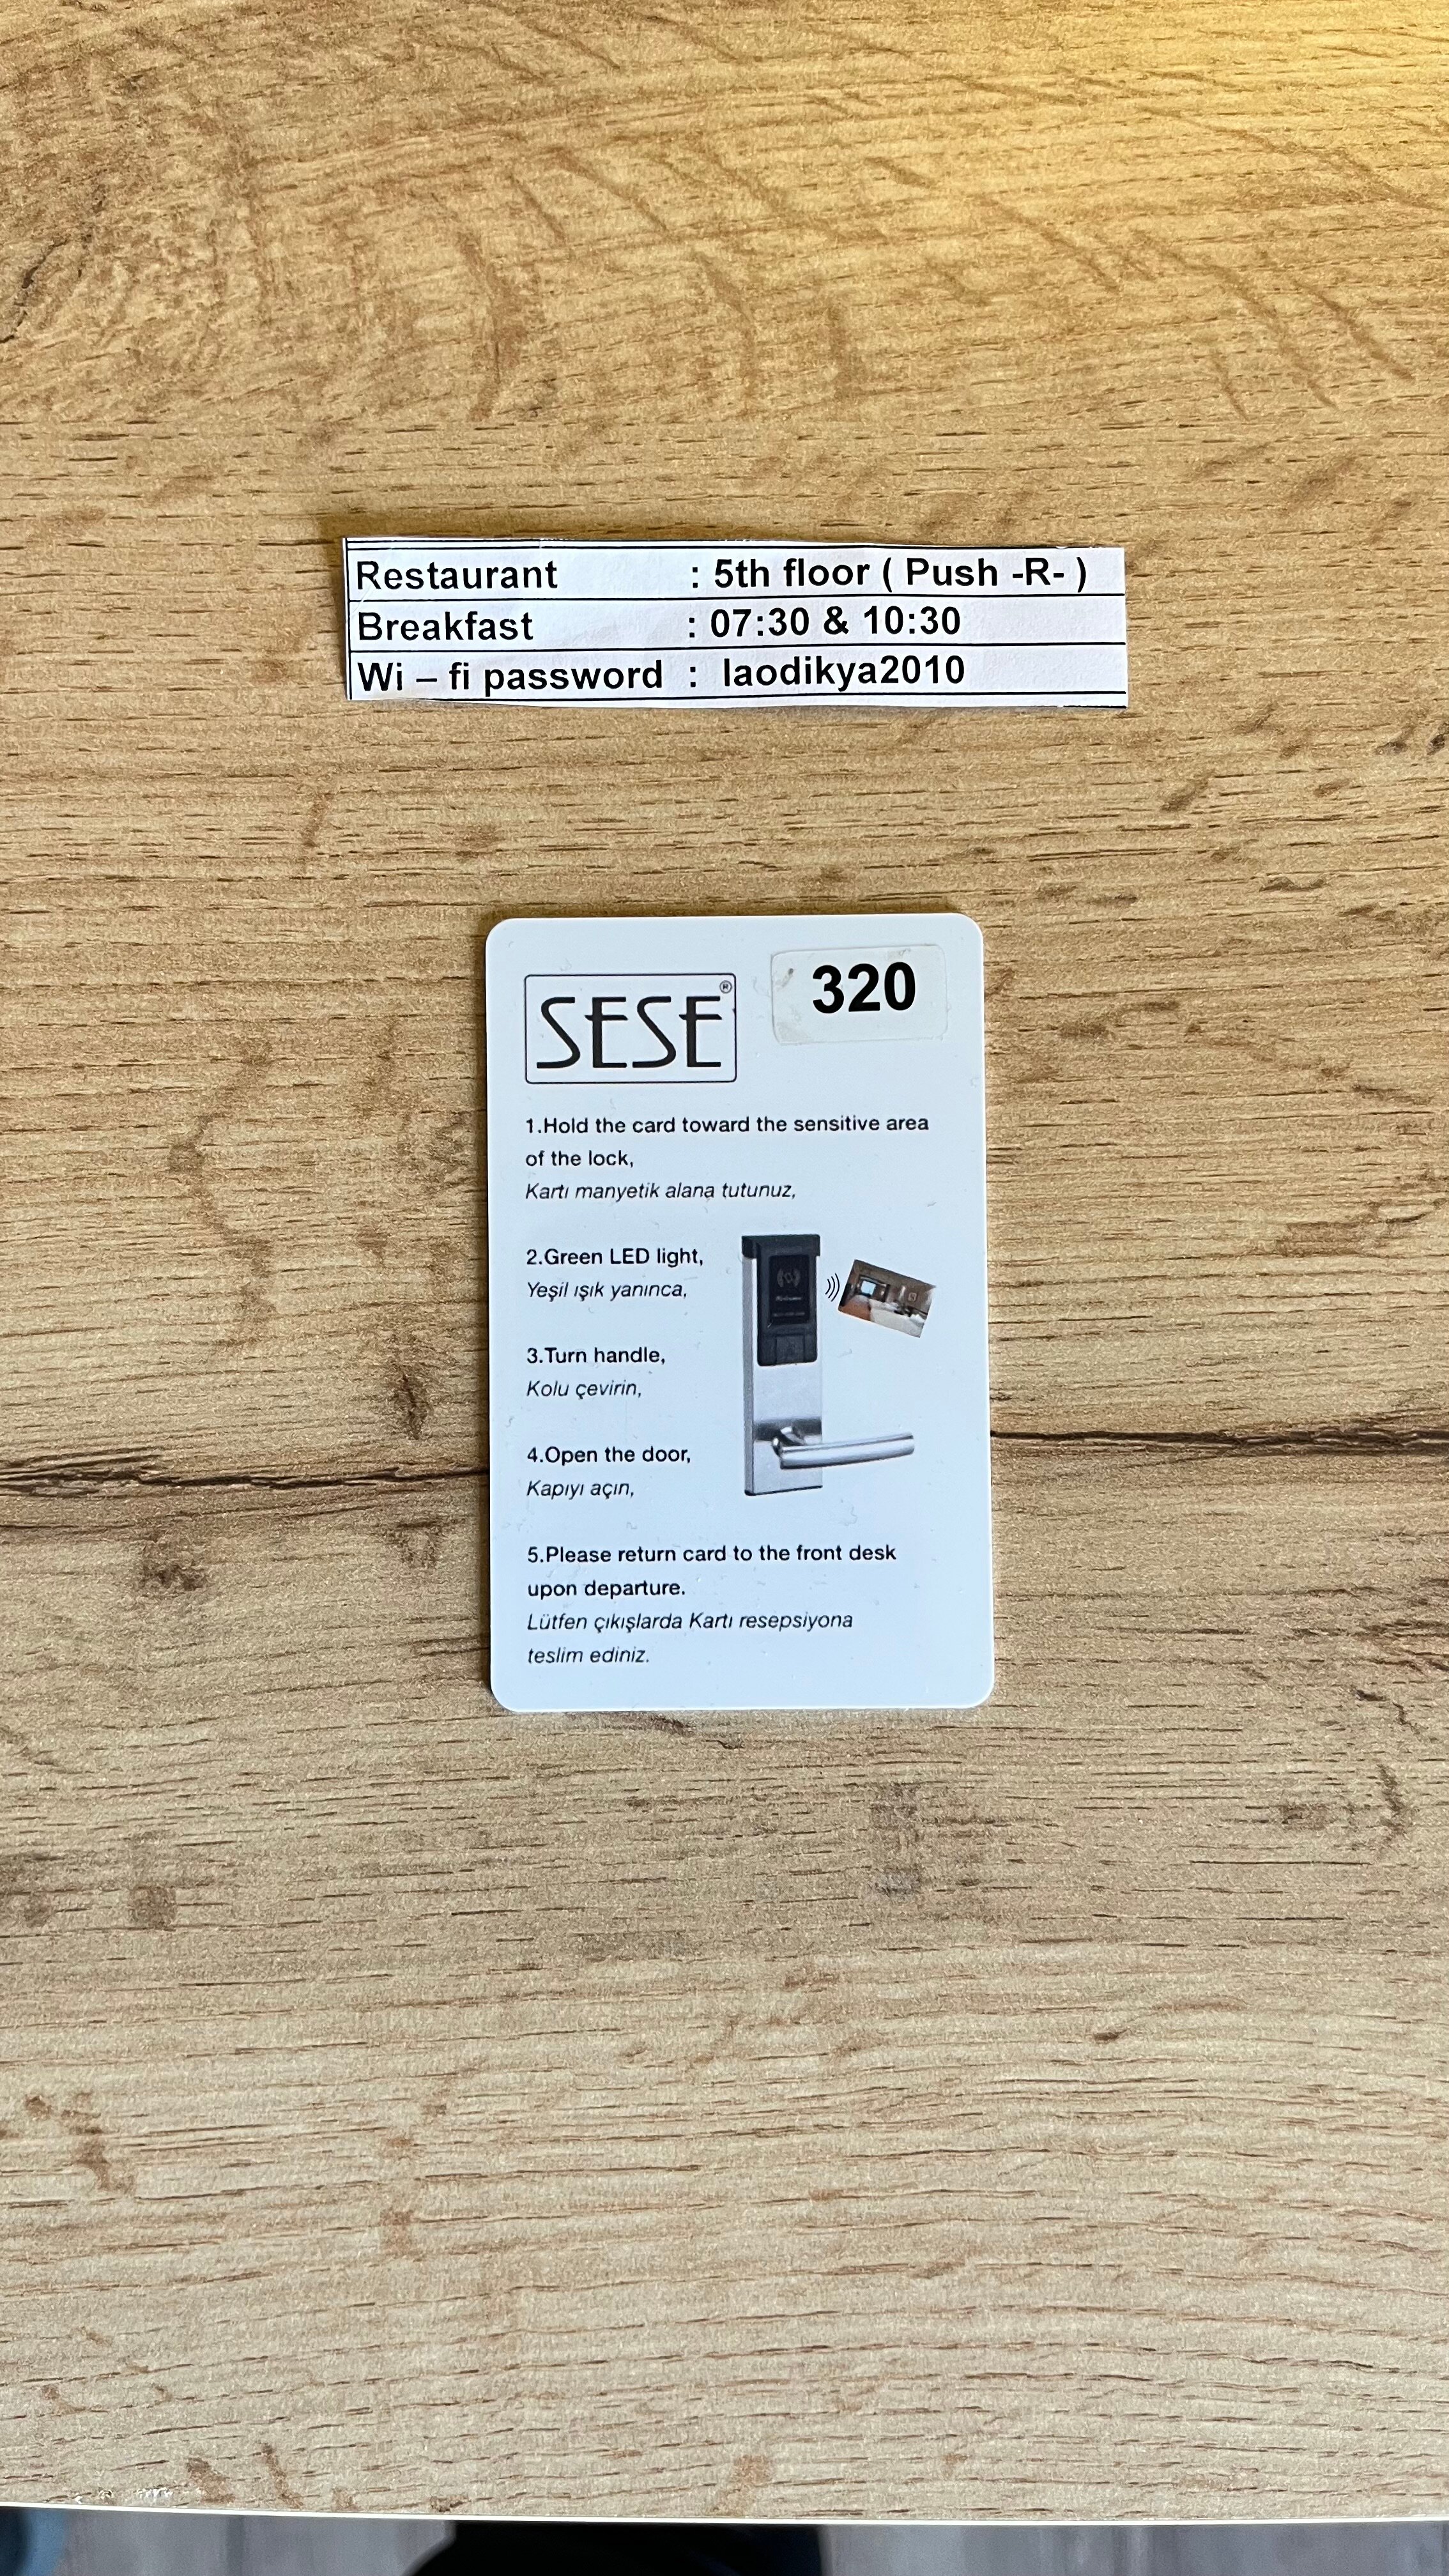 Restaurant : 5th floor ( Push -R- )
Breakfast : 07:30 & 10:30
Wi – fi password : laodikya2010
SESE®
320
1.Hold the card toward the sensitive area
of the lock,
Kartı manyetik alana tutunuz,
2.Green LED light,
Yeşil ışık yanınca,
3.Turn handle,
Kolu çevirin,
4.Open the door,
Kapıyı açın,
5.Please return card to the front desk
upon departure.
Lütfen çıkışlarda Kartı resepsiyona
teslim ediniz.